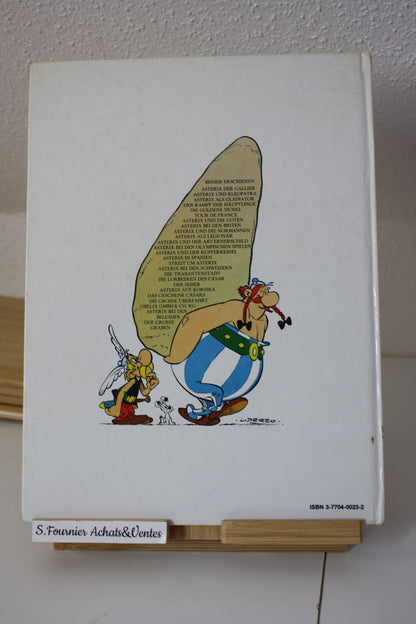 BISHER ERSCHIENEN:
ASTERIX DER GALLIER
ASTERIX UND KLEOPATRA
ASTERIX ALS GLADIATOR
DER KAMPF DER HÄUPTLINGE
DIE GOLDENE SICHEL
TOUR DE FRANCE
ASTERIX UND DIE GOTEN
ASTERIX BEI DEN BRITEN
ASTERIX UND DIE NORMANNEN
ASTERIX ALS LEGIONÄR
ASTERIX UND DER ARVERNERSCHILD
ASTERIX BEI DEN OLYMPISCHEN SPIELEN
ASTERIX UND DER KUPFERKESSEL
ASTERIX IN SPANIEN
STREIT UM ASTERIX
ASTERIX BEI DEN SCHWEIZERN
DIE TRABANTENSTADT
DIE LORBEEREN DES CÄSAR
DER SEHER
ASTERIX AUF KORSIKA
DAS GESCHENK CÄSARS
DIE GROSSE ÜBERFAHRT
OBELIX GMBH & CO. KG
ASTERIX BEI DEN
BELGIERN
DER GROSSE
GRABEN
UDERZO
ISBN 3-7704-0023-2
S.Fournier Achats&Ventes